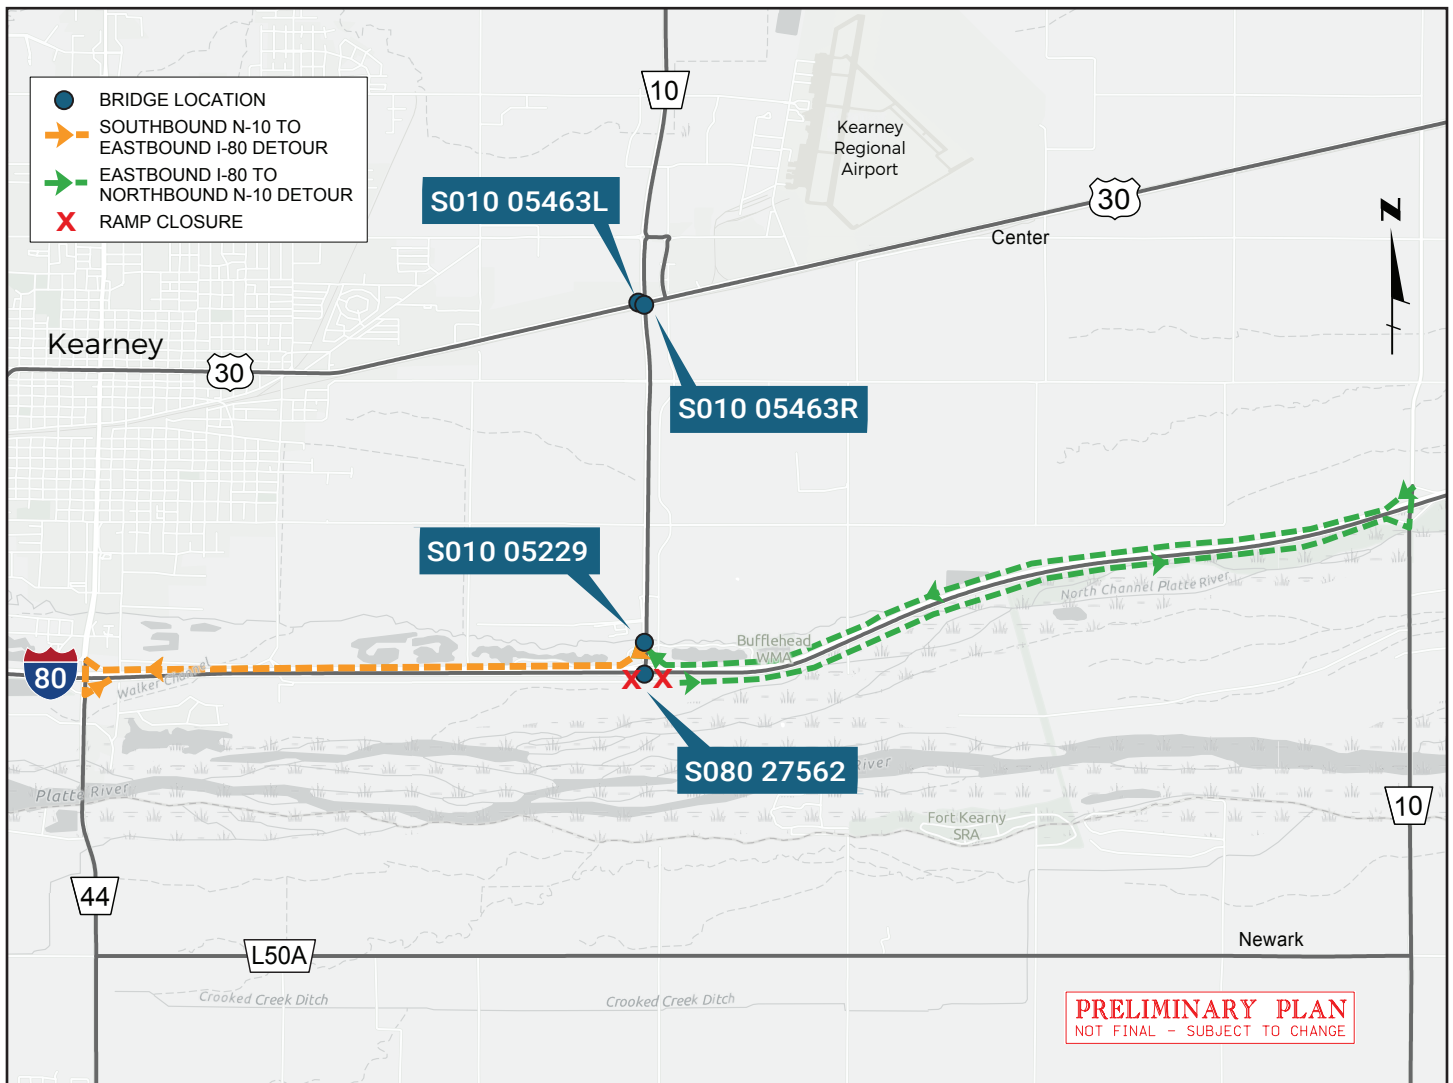 10
BRIDGE LOCATION
SOUTHBOUND N-10 TO
EASTBOUND I-80 DETOUR
EASTBOUND I-80 TO
NORTHBOUND N-10 DETOUR
X RAMP CLOSURE
Kearney
Regional
Airport
S010 05463L
30
Center
N
Kearney
30
S010 05463R
S010 05229
North Channel Platte River
Bufflehead
WMA
80
Walker Channel
X X
S080 27562
River
Platte River
Fort Kearny
SRA
10
44
Newark
L50A
Crooked Creek Ditch
Crooked Creek Ditch
PRELIMINARY PLAN
NOT FINAL - SUBJECT TO CHANGE